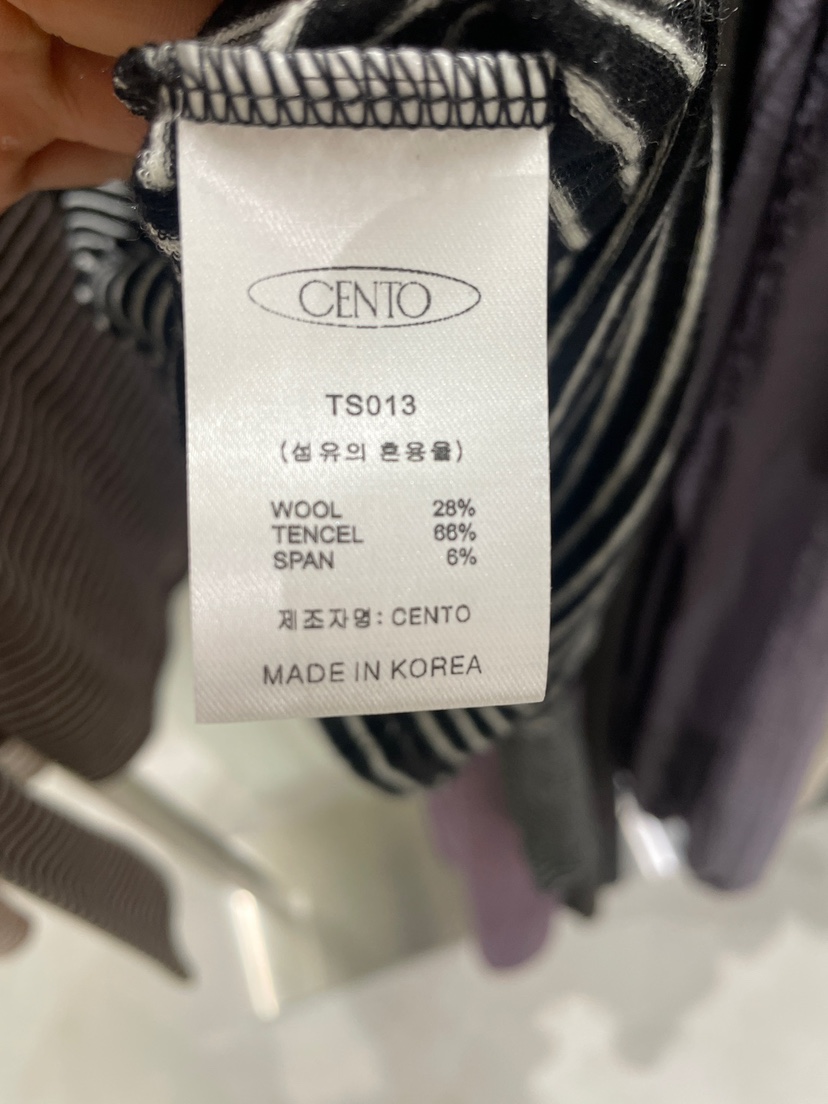 CENTO
TS013
(섬유의 혼용율)
WOOL 28%
TENCEL 66%
SPAN 6%
제조자명: CENTO
MADE IN KOREA